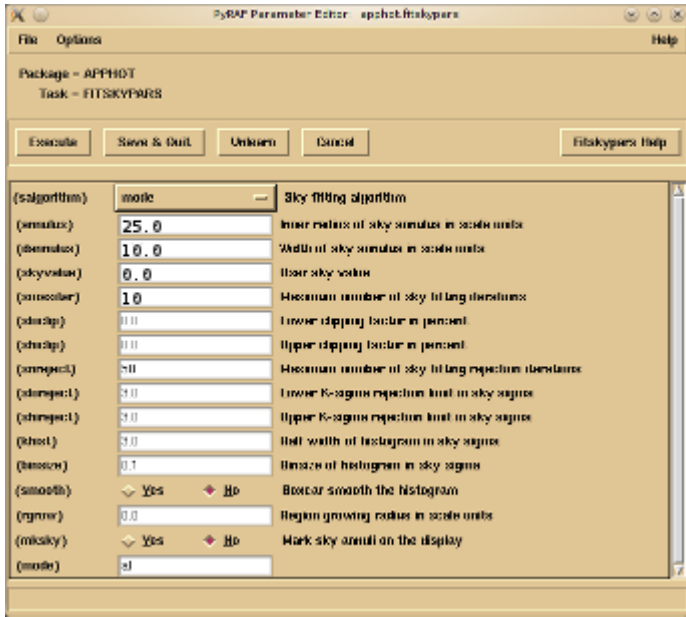 PyRAF Parameter Editor: apphot.fitskypars
File Options Help
Package = APPHOT
Task = FITSKYPARS
Execute Save & Quit Unlearn Cancel Fitskypars Help
(salgorithm) mode Sky fitting algorithm
(annulus) 25.0 Inner radius of sky annulus in scale units
(dannulus) 10.0 Width of sky annulus in scale units
(skyvalue) 0.0 User sky value
(smaxiter) 10 Maximum number of sky fitting iterations
(sloclip) 0.0 Lower clipping factor in percent
(shiclip) 0.0 Upper clipping factor in percent
(snreject) 50 Maximum number of sky fitting rejection iterations
(sloreject) 3.0 Lower K-sigma rejection limit in sky sigma
(shireject) 3.0 Upper K-sigma rejection limit in sky sigma
(khist) 3.0 Half width of histogram in sky sigma
(binsize) 0.1 Binsize of histogram in sky sigma
(smooth) Yes No Boxcar smooth the histogram
(rgrow) 0.0 Region growing radius in scale units
(mksky) Yes No Mark sky annuli on the display
(mode) al